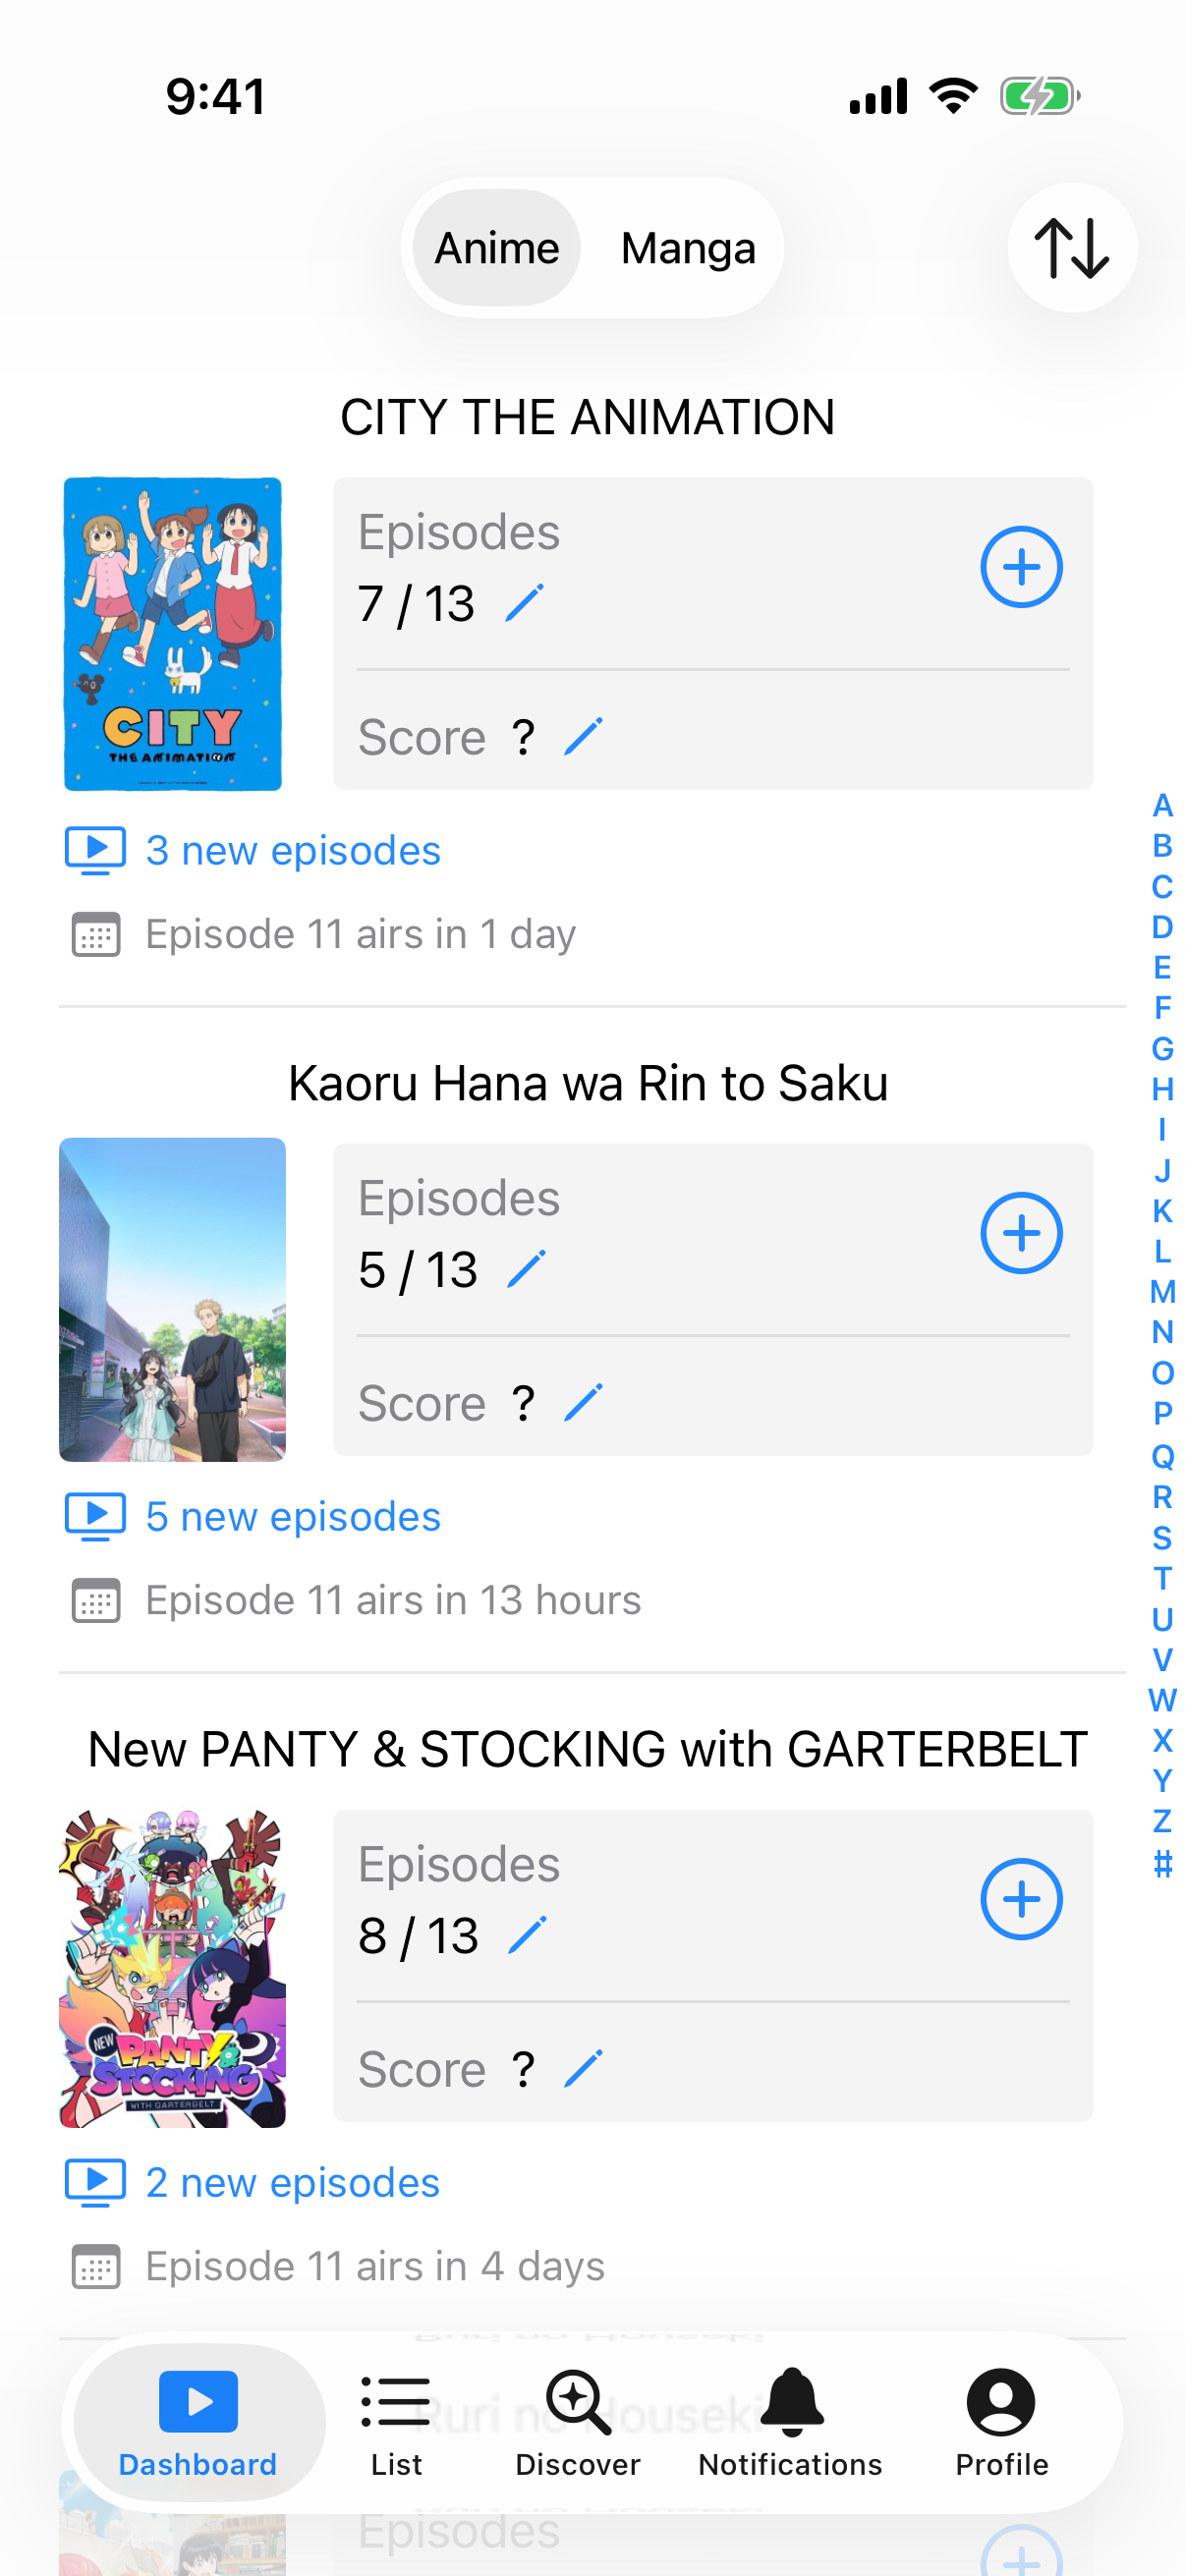 9:41
Anime
Manga
CITY THE ANIMATION
CITY
THE ANIMATION
Episodes
7 / 13
Score ?
3 new episodes
Episode 11 airs in 1 day
Kaoru Hana wa Rin to Saku
Episodes
5 / 13
Score ?
5 new episodes
Episode 11 airs in 13 hours
New PANTY & STOCKING with GARTERBELT
NEW
PANTY &
STOCKING
WITH GARTERBELT
Episodes
8 / 13
Score ?
2 new episodes
Episode 11 airs in 4 days
A
B
C
D
E
F
G
H
I
J
K
L
M
N
O
P
Q
R
S
T
U
V
W
X
Y
Z
#
Ruri no Houseki
Dashboard
List
Discover
Notifications
Profile
Episodes